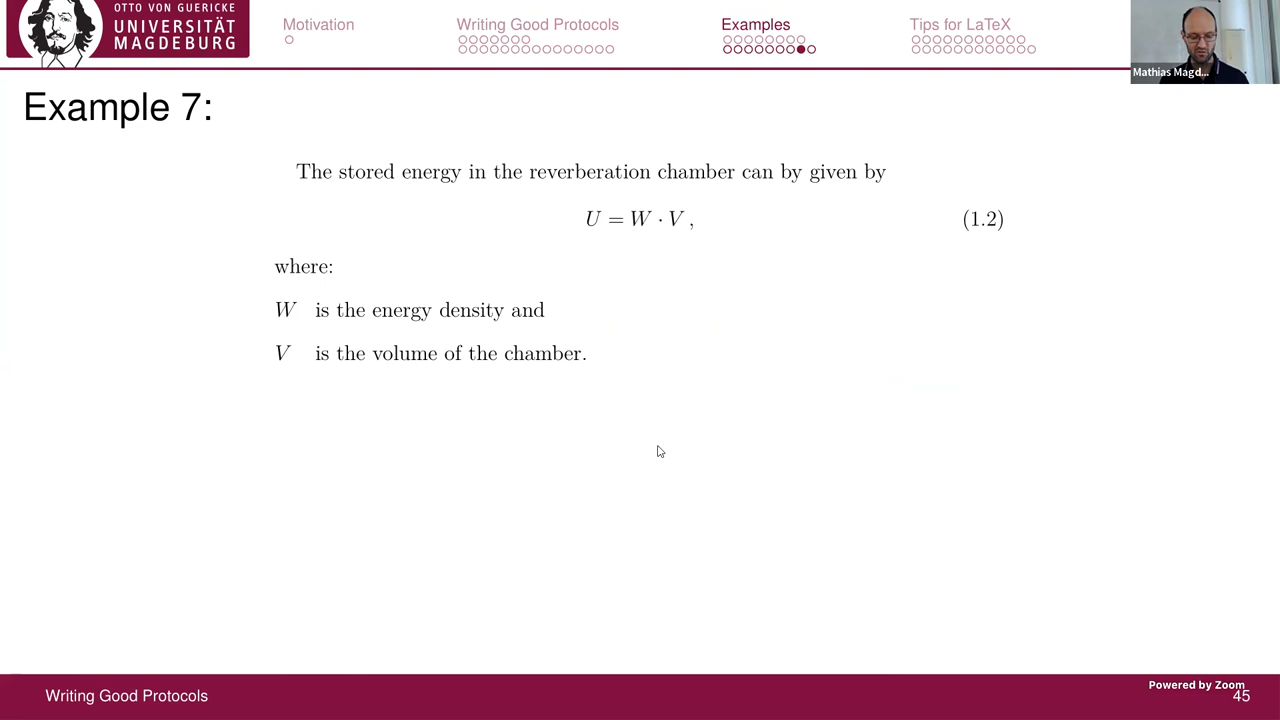 OTTO VON GUERICKE
UNIVERSITÄT
MAGDEBURG
Motivation
Writing Good Protocols
Examples
Tips for LaTeX
Mathias Magd...
Example 7:
The stored energy in the reverberation chamber can by given by
U = W · V , (1.2)
where:
W is the energy density and
V is the volume of the chamber.
Writing Good Protocols
Powered by Zoom
45